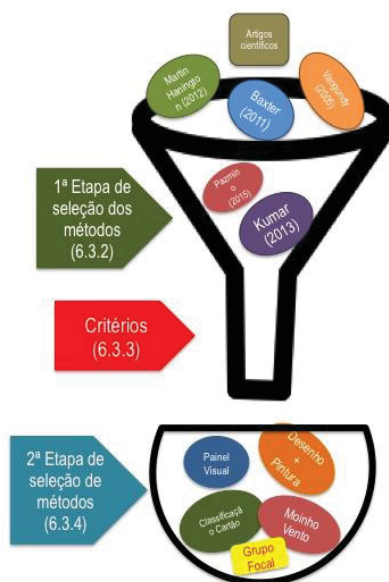 Artigos
científicos
Martin
Hanington
n (2012)
Baxter
(2011)
Vangundy
(2005)
1ª Etapa de
seleção dos
métodos
(6.3.2)
Pazmin
o
(2015)
Kumar
(2013)
Critérios
(6.3.3)
2ª Etapa de
seleção de
métodos
(6.3.4)
Painel
Visual
Desenho
+
Pintura
Classificaçã
o Cartão
Moinho
Vento
Grupo
Focal